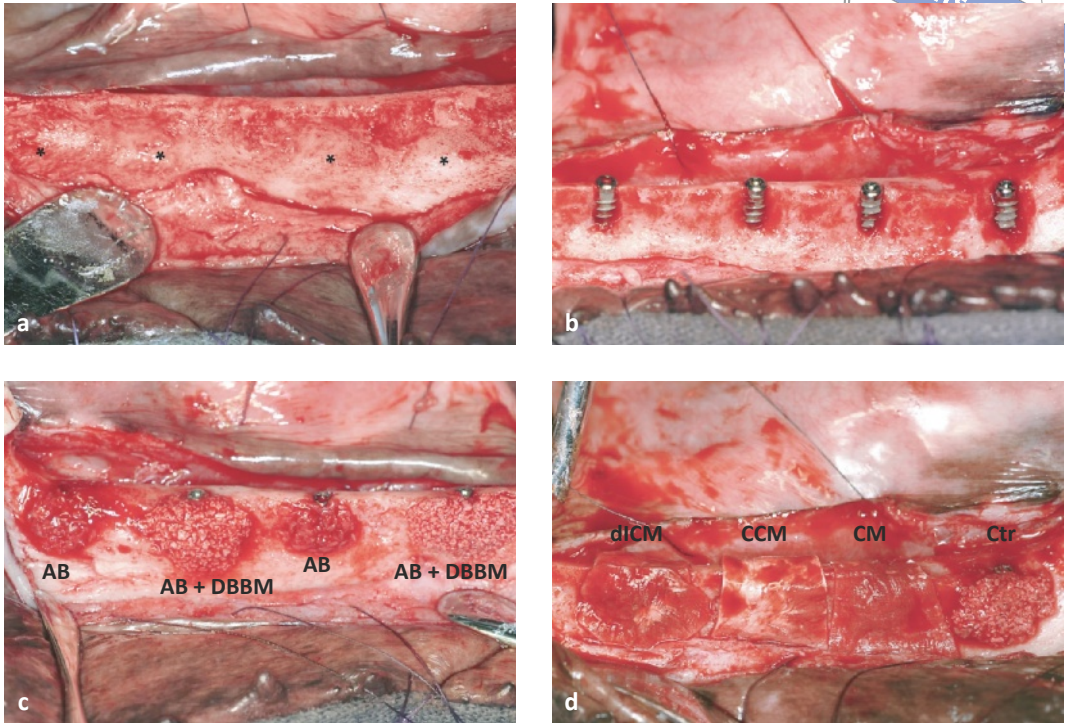 * * * *
a
b
AB
AB + DBBM
AB
AB + DBBM
c
dICM CCM CM Ctr
d